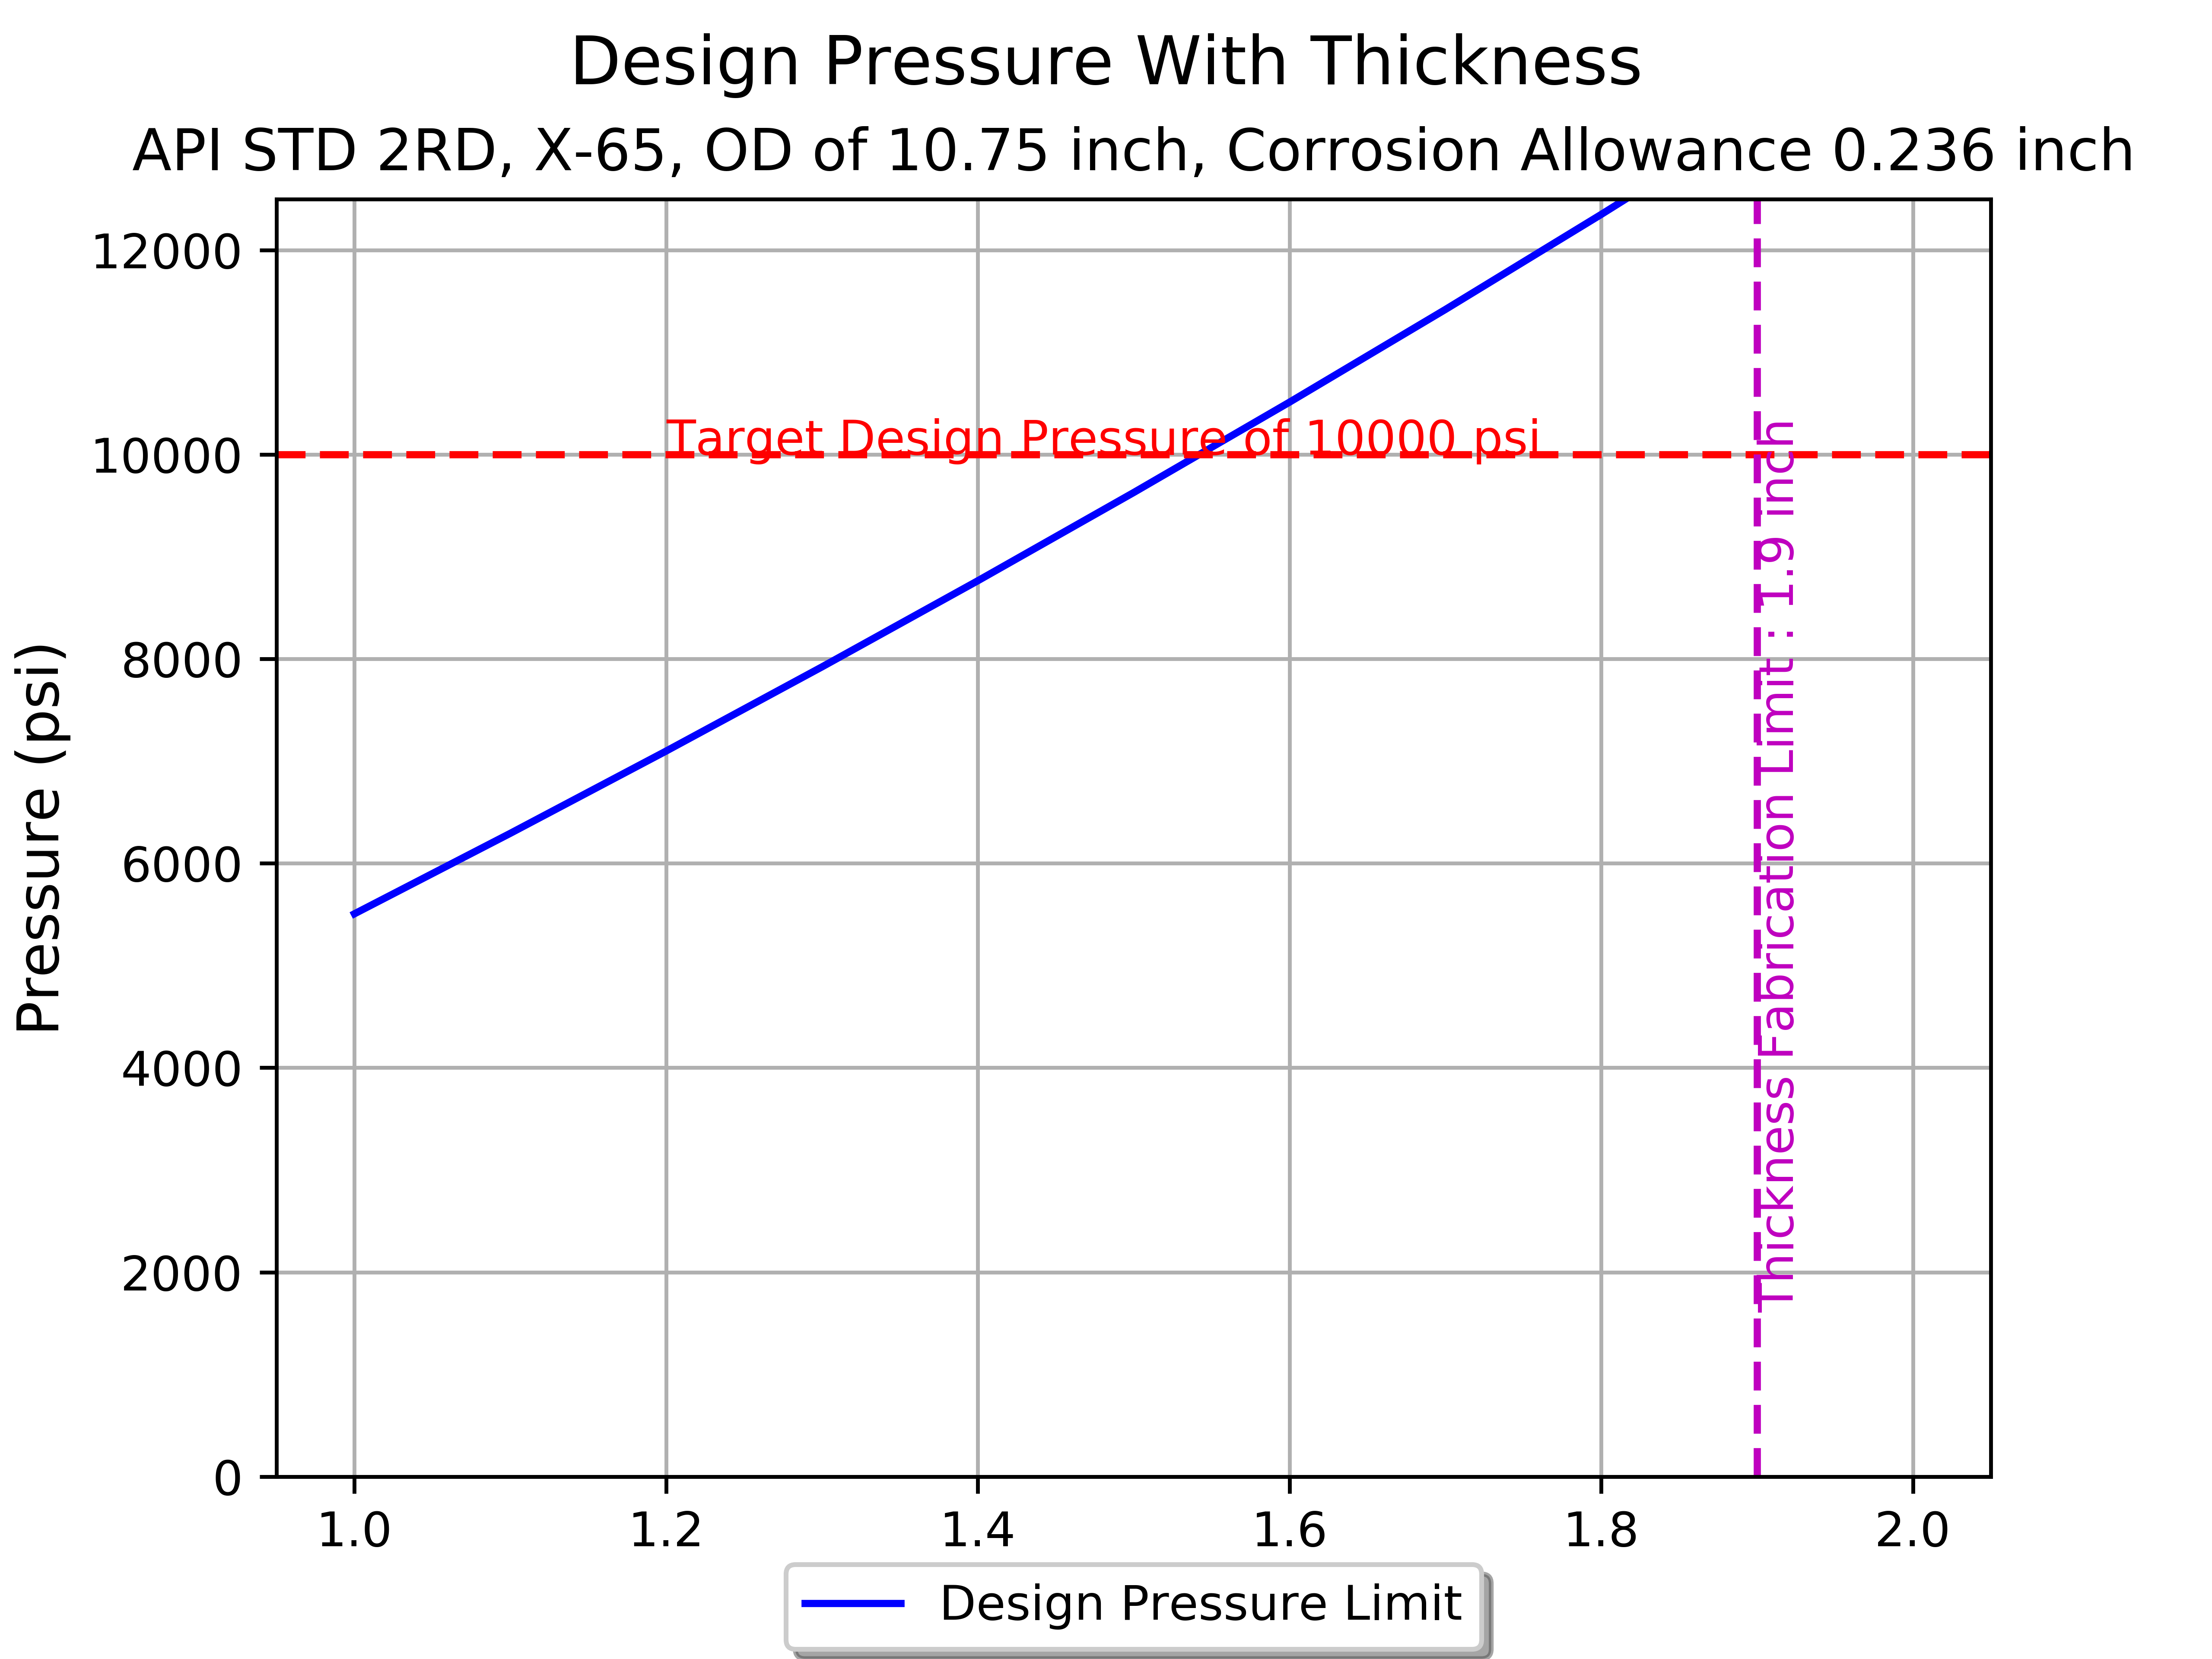 Design Pressure With Thickness
API STD 2RD, X-65, OD of 10.75 inch, Corrosion Allowance 0.236 inch
Pressure (psi)
12000
10000
8000
6000
4000
2000
0
Target Design Pressure of 10000 psi
Thickness Fabrication Limit : 1.9 inch
1.0 1.2 1.4 1.6 1.8 2.0
Design Pressure Limit